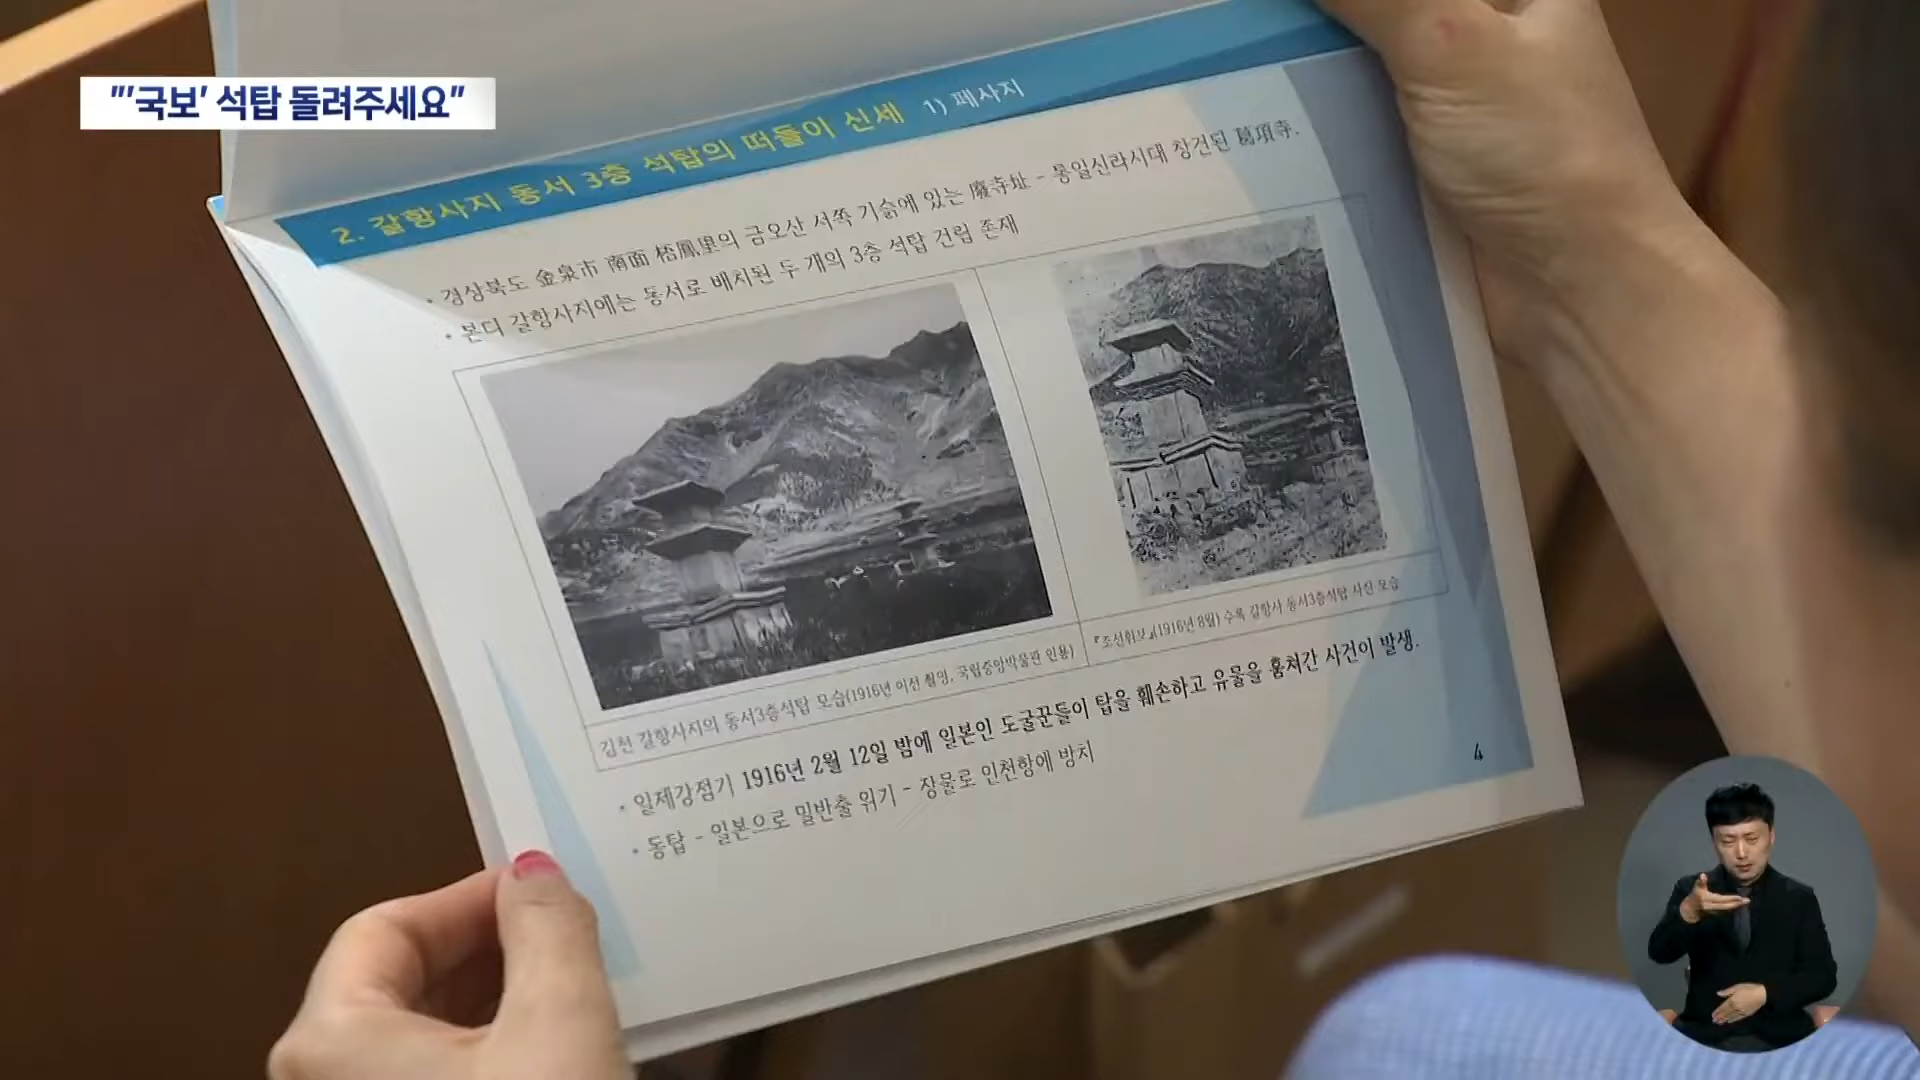 "'국보' 석탑 돌려주세요"
2. 갈항사지 동서 3층 석탑의 떠돌이 신세 1) 폐사지
• 경상북도 金泉市 南面 梧鳳里의 금오산 서쪽 기슭에 있는 廢寺址 - 통일신라시대 창건된 葛項寺.
• 본디 갈항사지에는 동서로 배치된 두 개의 3층 석탑 건립 존재
김천 갈항사지의 동서3층석탑 모습(1916년 이전 촬영, 국립중앙박물관 인용)
『조선휘보』(1916년 8월) 수록 갈항사 동서3층석탑 사진 모습
• 일제강점기 1916년 2월 12일 밤에 일본인 도굴꾼들이 탑을 훼손하고 유물을 훔쳐간 사건이 발생.
• 동탑 - 일본으로 밀반출 위기 - 장물로 인천항에 방치
4